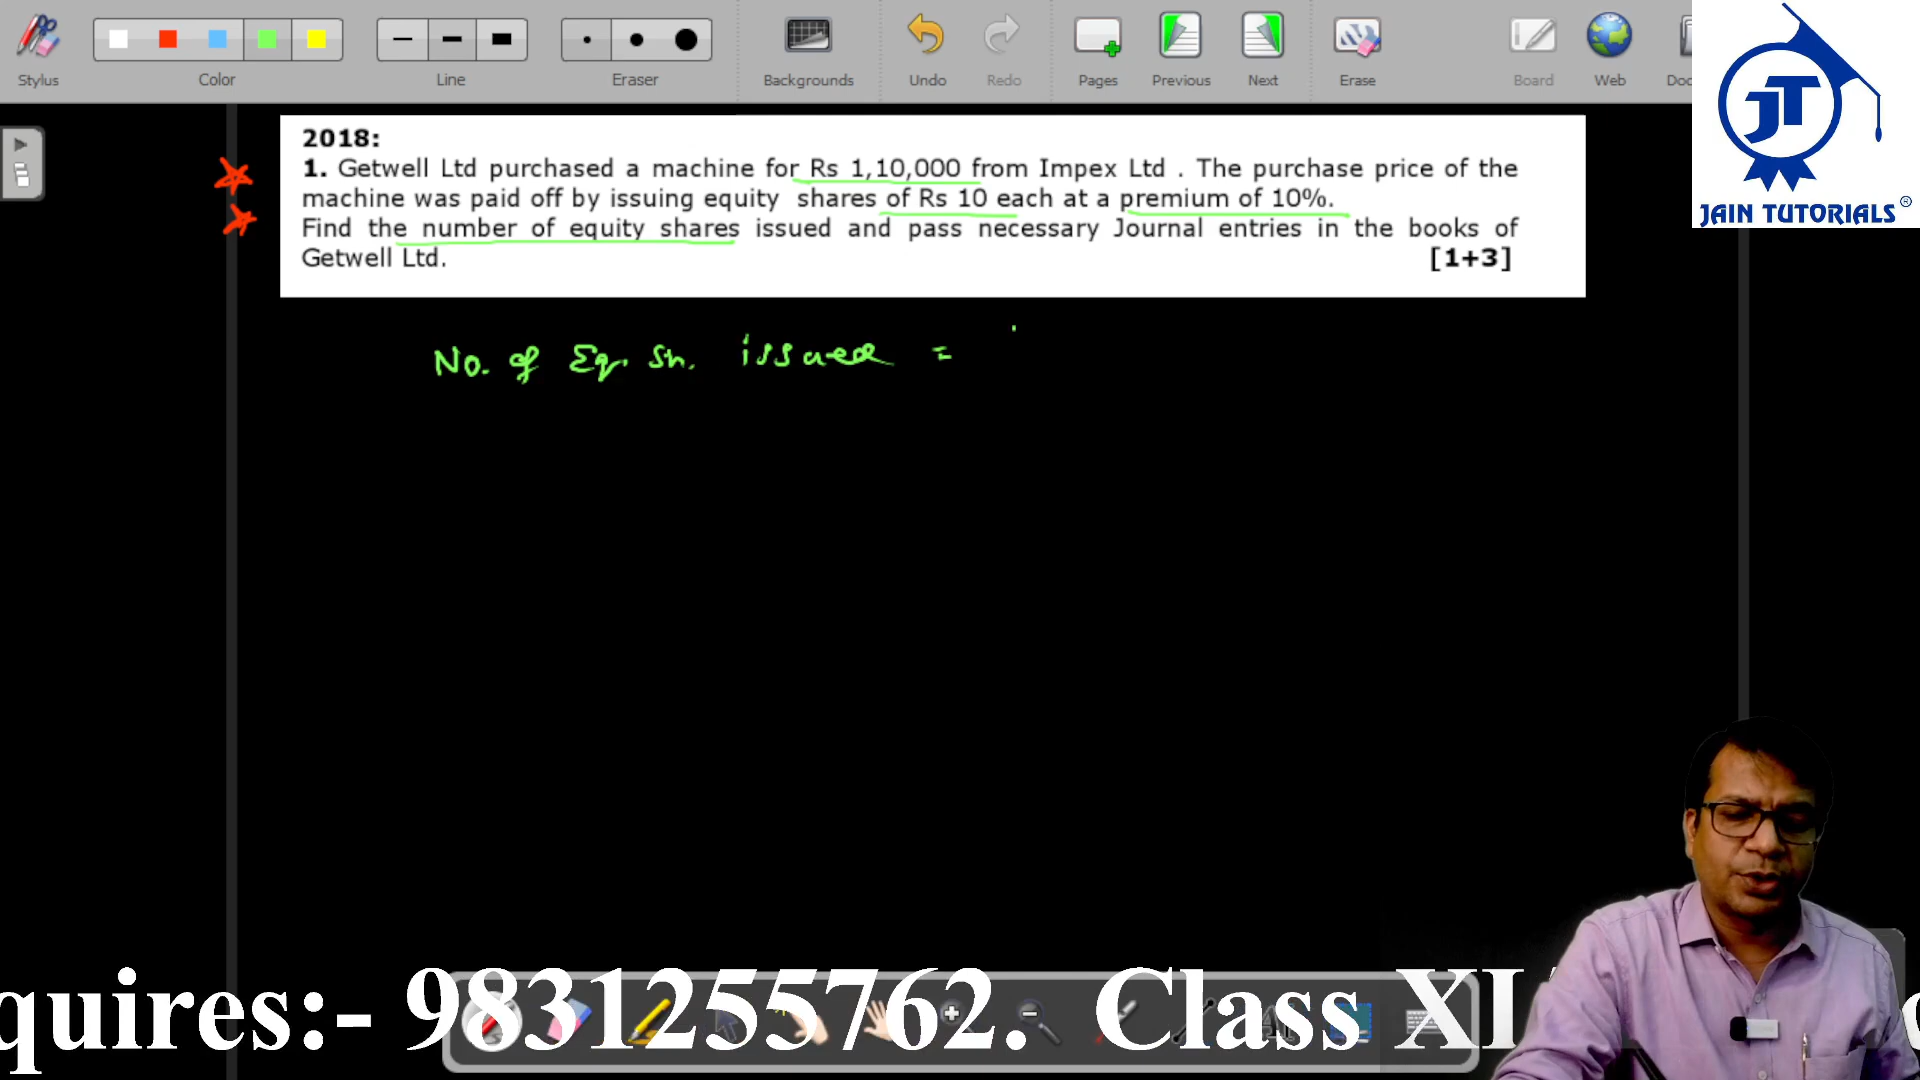 Stylus Color Line Eraser Backgrounds Undo Redo Pages Previous Next Erase Board Web
JT
JAIN TUTORIALS®
2018:
1. Getwell Ltd purchased a machine for Rs 1,10,000 from Impex Ltd . The purchase price of the
machine was paid off by issuing equity shares of Rs 10 each at a premium of 10%.
Find the number of equity shares issued and pass necessary Journal entries in the books of
Getwell Ltd. [1+3]
No. of Eq. Sh. issued =
quires:- 9831255762. Class XI